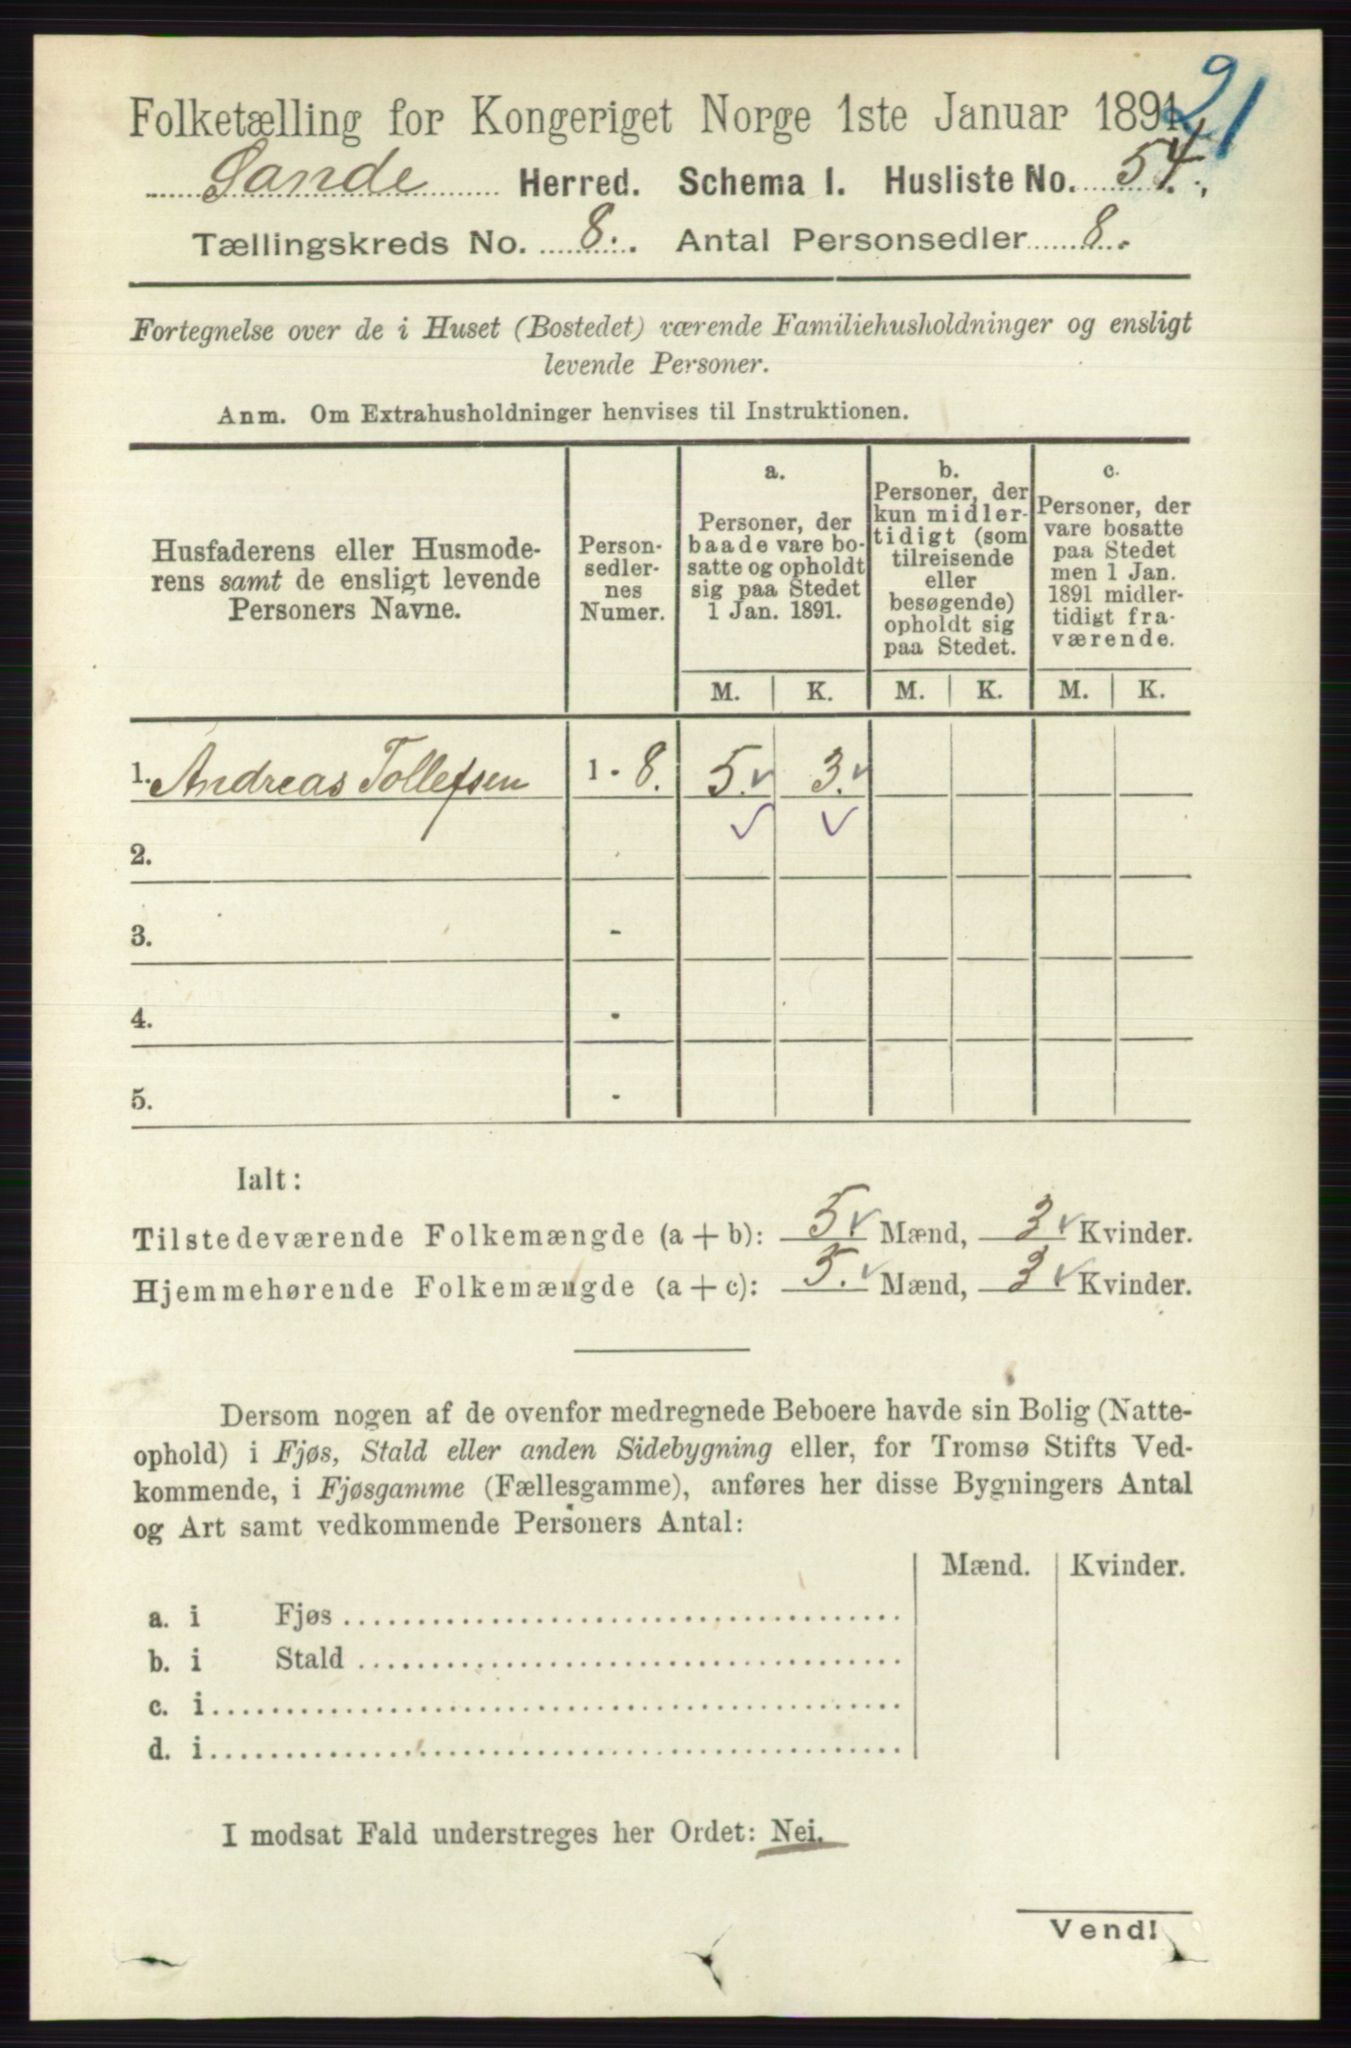 21
Folketælling for Kongeriget Norge 1ste Januar 1891.
Sande Herred. Schema I. Husliste No. 54.
Tællingskreds No. 8. Antal Personsedler 8.
Fortegnelse over de i Huset (Bostedet) værende Familiehusholdninger og ensligt
levende Personer.
Anm. Om Extrahusholdninger henvises til Instruktionen.
Husfaderens eller Husmode-
rens samt de ensligt levende
Personers Navne.
Person-
sedler-
nes
Numer.
a.
Personer, der
baade vare bo-
satte og opholdt
sig paa Stedet
1 Jan. 1891.
b.
Personer, der
kun midler-
tidigt (som
tilreisende
eller
besøgende)
opholdt sig
paa Stedet.
c.
Personer, der
vare bosatte
paa Stedet
men 1 Jan.
1891 midler-
tidigt fra-
værende.
M. K. M. K. M. K.
1. Andreas Tollefsen 1 - 8. 5. ✓ 3. ✓
✓ ✓
2.
3. -
4. -
5. -
Ialt:
Tilstedeværende Folkemængde (a + b): 5 ✓ Mænd, 3 ✓ Kvinder.
Hjemmehørende Folkemængde (a + c): 5. ✓ Mænd, 3 ✓ Kvinder.
Dersom nogen af de ovenfor medregnede Beboere havde sin Bolig (Natte-
ophold) i Fjøs, Stald eller anden Sidebygning eller, for Tromsø Stifts Ved-
kommende, i Fjøsgamme (Fællesgamme), anføres her disse Bygningers Antal
og Art samt vedkommende Personers Antal:
Mænd. Kvinder.
a. i Fjøs
b. i Stald
c. i
d. i
I modsat Fald understreges her Ordet: Nei.
Vend!